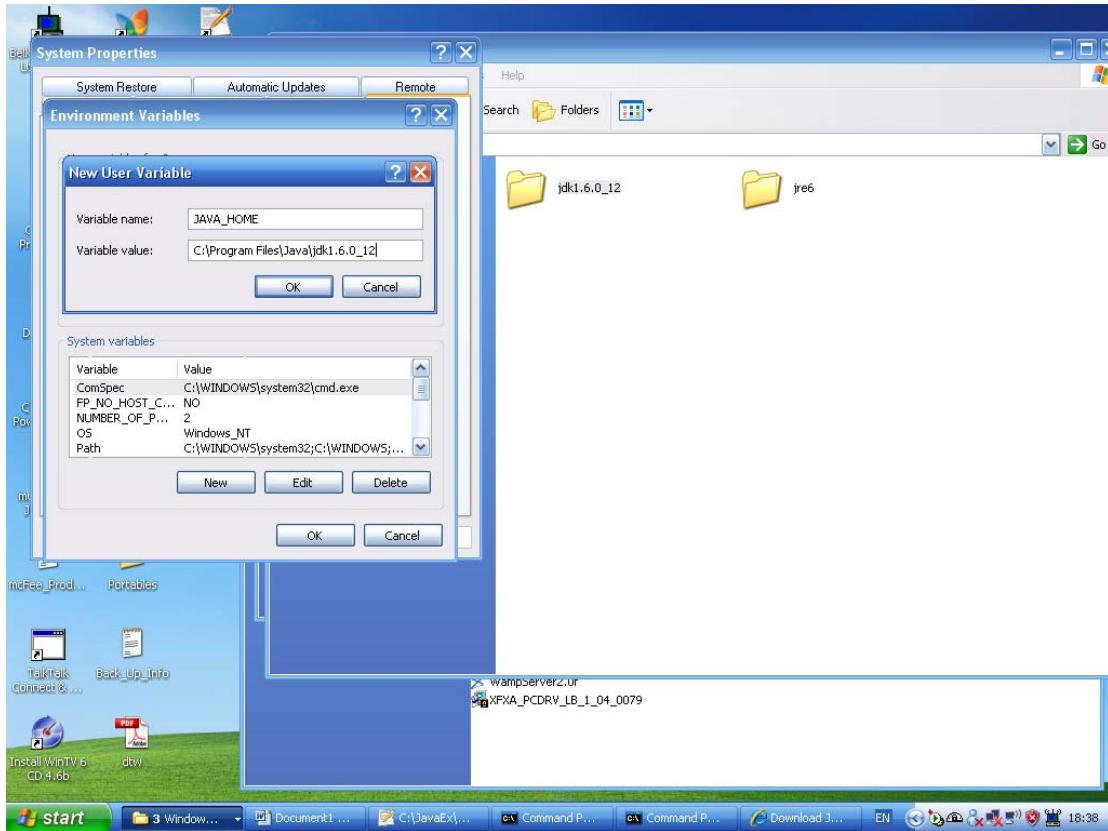 System Properties
System Restore Automatic Updates Remote
Environment Variables
New User Variable
Variable name: JAVA_HOME
Variable value: C:\Program Files\Java\jdk1.6.0_12
OK Cancel
System variables
Variable Value
ComSpec C:\WINDOWS\system32\cmd.exe
FP_NO_HOST_C... NO
NUMBER_OF_P... 2
OS Windows_NT
Path C:\WINDOWS\system32;C:\WINDOWS;...
New Edit Delete
OK Cancel
Help
Search Folders
Go
jdk1.6.0_12 jre6
mcFee_Prod... Portables
TalkTalk
Connect & ....
Back_Up_Info
Install WinTV 6
CD 4.6b
dtw
XFXA_PCDRV_LB_1_04_0079
start 3 Window... Document1 ... C:\JavaEx\... Command P... Command P... Download J... EN 18:38